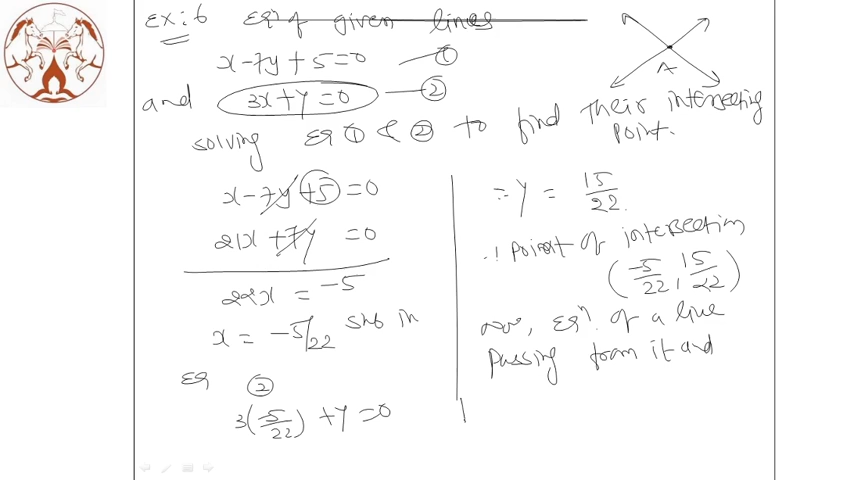 Ex:6 Eqⁿ of given lines
x-7y+5=0 —①
and 3x+y=0 —②
A
solving Eq ① & ② to find their intersecting
point.
x-7y+5=0
21x+7y =0
22x = -5
x = -5/22 sub in
Eq ②
3(-5/22)+y=0
∴ y = 15/22
∴ point of intersection
(-5/22, 15/22)
now, Eqⁿ. of a line
passing from it and